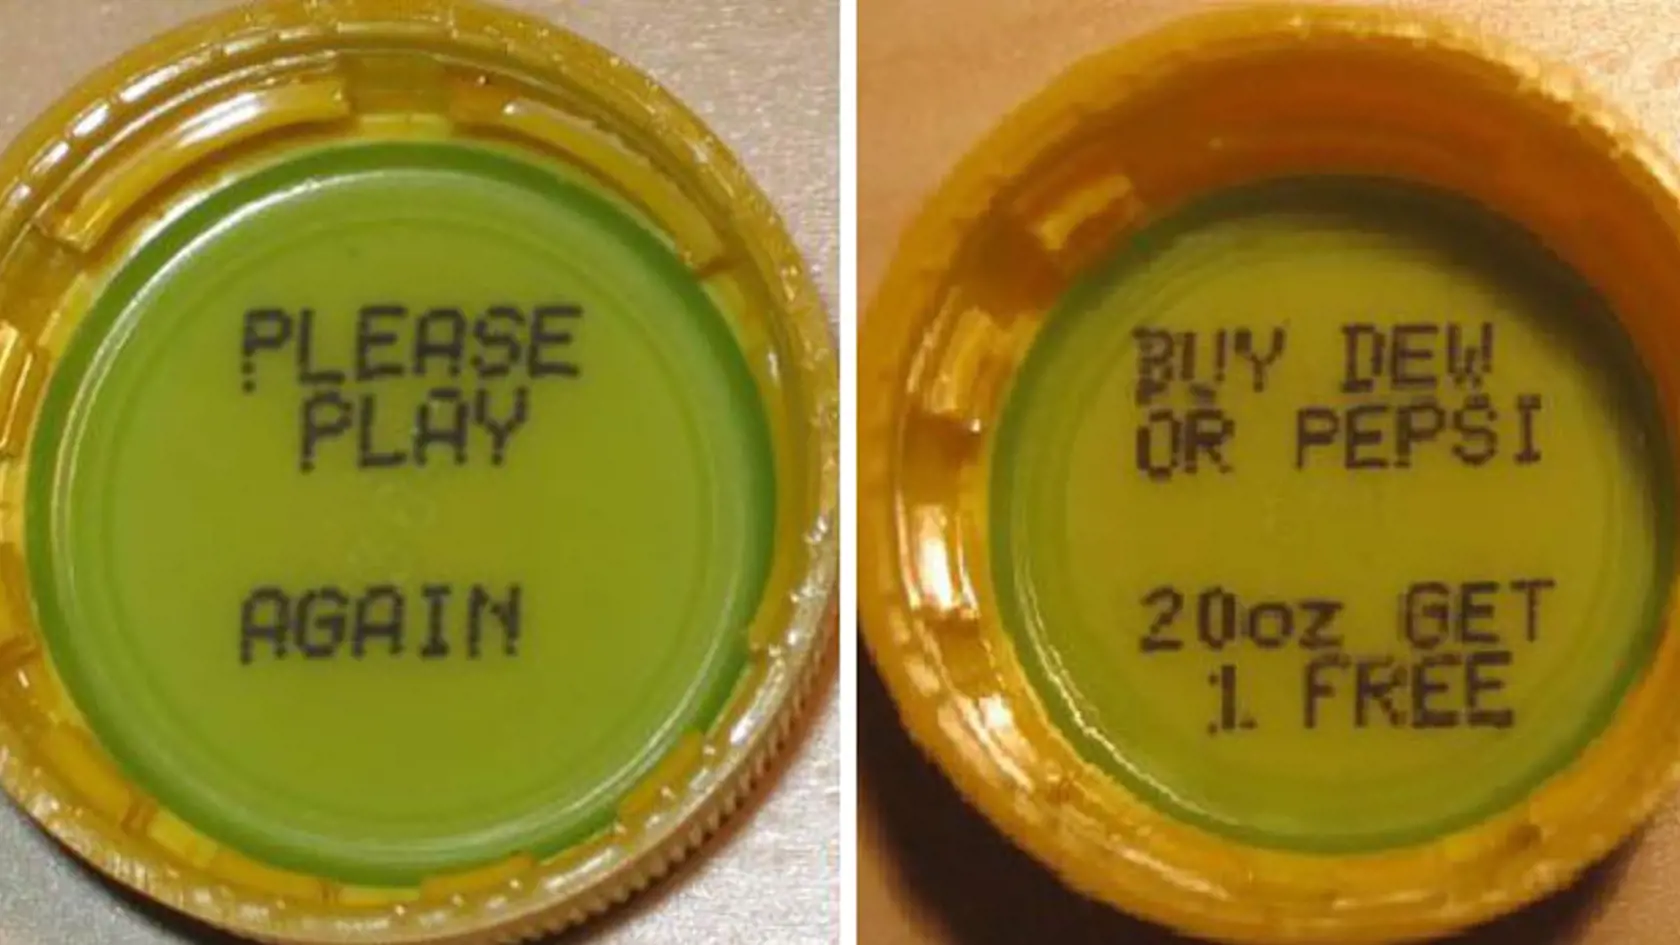 PLEASE
PLAY
AGAIN
BUY DEW
OR PEPSI
20oz GET
1 FREE